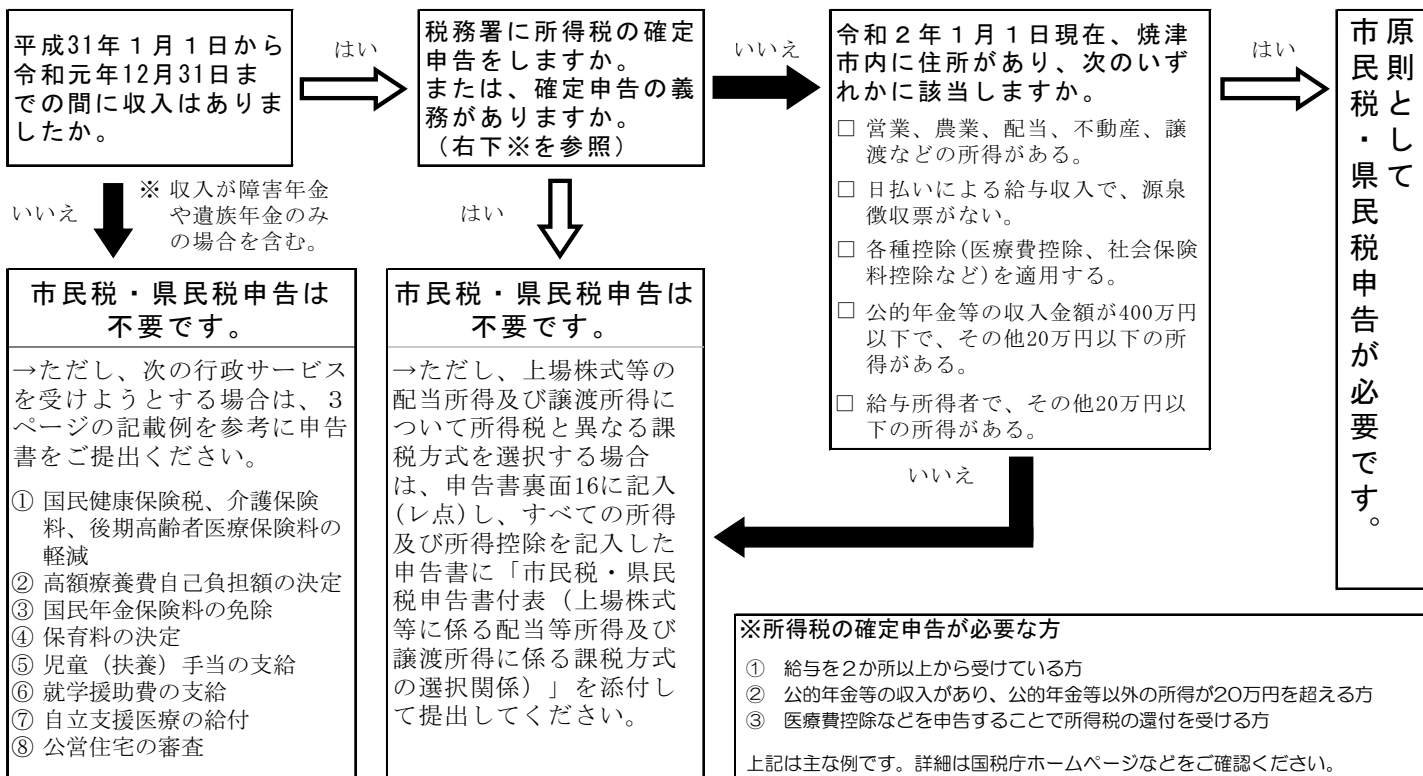 平成31年1月1日から
令和元年12月31日ま
での間に収入はありま
したか。
はい
税務署に所得税の確定
申告をしますか。
または、確定申告の義
務がありますか。
（右下※を参照）
いいえ
令和２年１月１日現在、焼津
市内に住所があり、次のいず
れかに該当しますか。
□ 営業、農業、配当、不動産、譲
渡などの所得がある。
□ 日払いによる給与収入で、源泉
徴収票がない。
□ 各種控除(医療費控除、社会保険
料控除など)を適用する。
□ 公的年金等の収入金額が400万円
以下で、その他20万円以下の所
得がある。
□ 給与所得者で、その他20万円以
下の所得がある。
はい
原則として
市民税・県民税申告が必要です。
いいえ
※ 収入が障害年金
や遺族年金のみ
の場合を含む。
はい
いいえ
市民税・県民税申告は
不要です。
→ただし、次の行政サービス
を受けようとする場合は、３
ページの記載例を参考に申告
書をご提出ください。
① 国民健康保険税、介護保険
料、後期高齢者医療保険料の
軽減
② 高額療養費自己負担額の決定
③ 国民年金保険料の免除
④ 保育料の決定
⑤ 児童（扶養）手当の支給
⑥ 就学援助費の支給
⑦ 自立支援医療の給付
⑧ 公営住宅の審査
市民税・県民税申告は
不要です。
→ただし、上場株式等の
配当所得及び譲渡所得に
ついて所得税と異なる課
税方式を選択する場合
は、申告書裏面16に記入
(レ点)し、すべての所得
及び所得控除を記入した
申告書に「市民税・県民
税申告書付表（上場株式
等に係る配当等所得及び
譲渡所得に係る課税方式
の選択関係）」を添付し
て提出してください。
※所得税の確定申告が必要な方
① 給与を２か所以上から受けている方
② 公的年金等の収入があり、公的年金等以外の所得が20万円を超える方
③ 医療費控除などを申告することで所得税の還付を受ける方
上記は主な例です。詳細は国税庁ホームページなどをご確認ください。